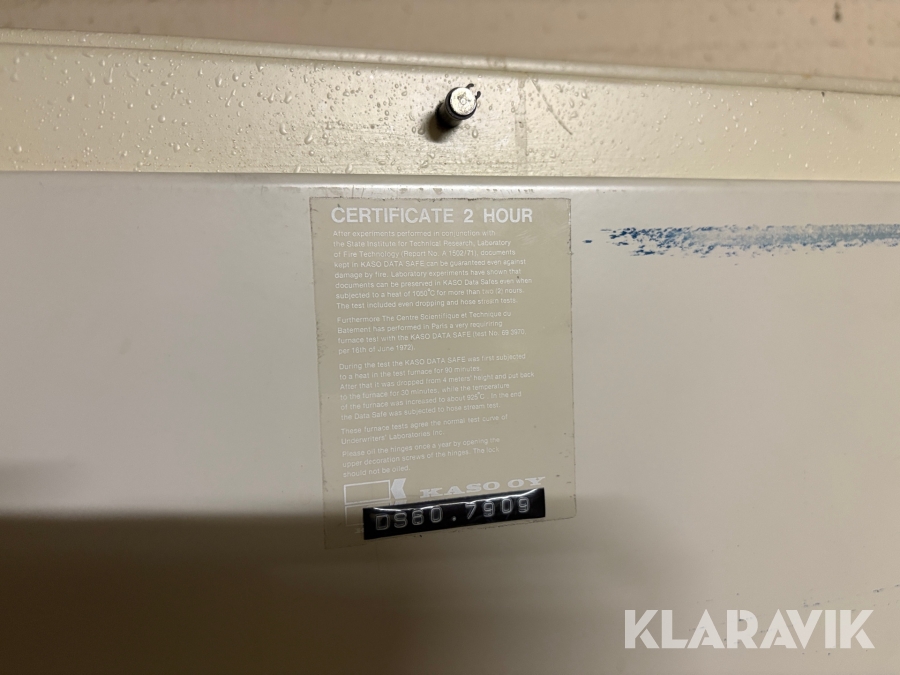 CERTIFICATE 2 HOUR
After experiments performed in conjunction with
the State Institute for Technical Research, Laboratory
of Fire Technology (Report No. A 1502/71), documents
kept in KASO DATA SAFE can be guaranteed even against
damage by fire. Laboratory experiments have shown that
documents can be preserved in KASO Data Safes even when
subjected to a heat of 1050°C for more than two (2) hours.
The test included even dropping and hose stream tests.
Furthermore The Centre Scientifique et Technique du
Batement has performed in Paris a very requiring
furnace test with the KASO DATA SAFE (test No. 69.3970,
per 15th of June 1972).
During the test the KASO DATA SAFE was first subjected
to a heat in the test furnace for 90 minutes.
After that it was dropped from 4 meters' height and put back
to the furnace for 30 minutes, while the temperature
of the furnace was increased to about 925°C. In the end
the Data Safe was subjected to hose stream test.
These furnace tests agree the normal test curve of
Underwriters' Laboratories Inc.
Please oil the hinges once a year by opening the
upper decoration screws of the hinges. The lock
should not be oiled.
KASO OY
DS60.7909
KLARAVIK